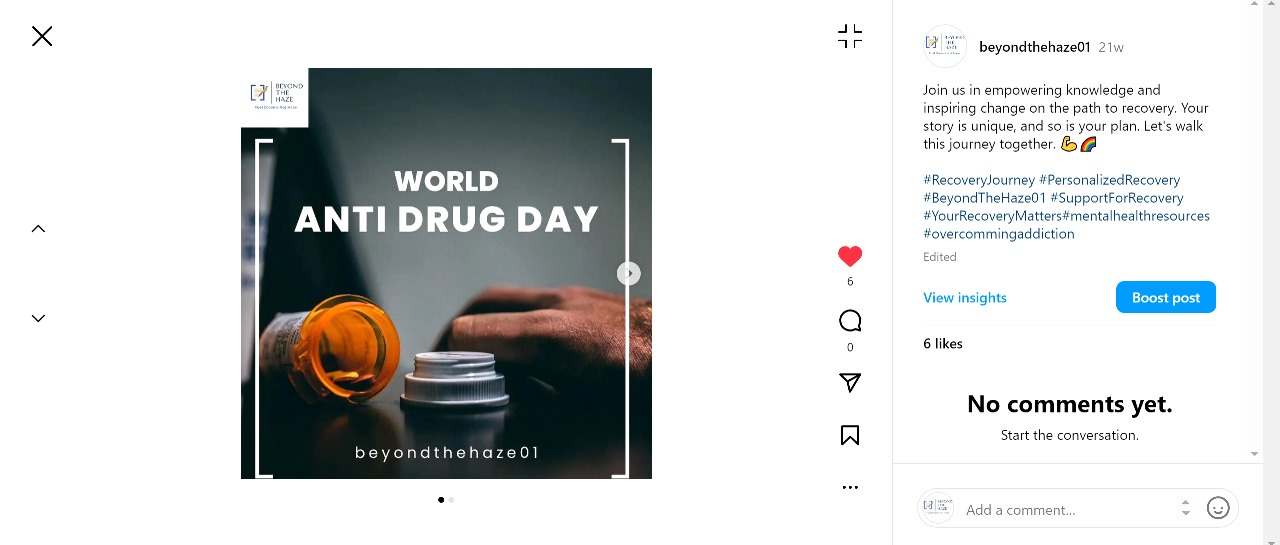 BEYOND
THE
HAZE
WORLD
ANTI DRUG DAY
beyondthehaze01
6
0
beyondthehaze01 21w
Join us in empowering knowledge and
inspiring change on the path to recovery. Your
story is unique, and so is your plan. Let's walk
this journey together. 💪🌈
#RecoveryJourney #PersonalizedRecovery
#BeyondTheHaze01 #SupportForRecovery
#YourRecoveryMatters#mentalhealthresources
#overcommingaddiction
Edited
View insights
Boost post
6 likes
No comments yet.
Start the conversation.
Add a comment...